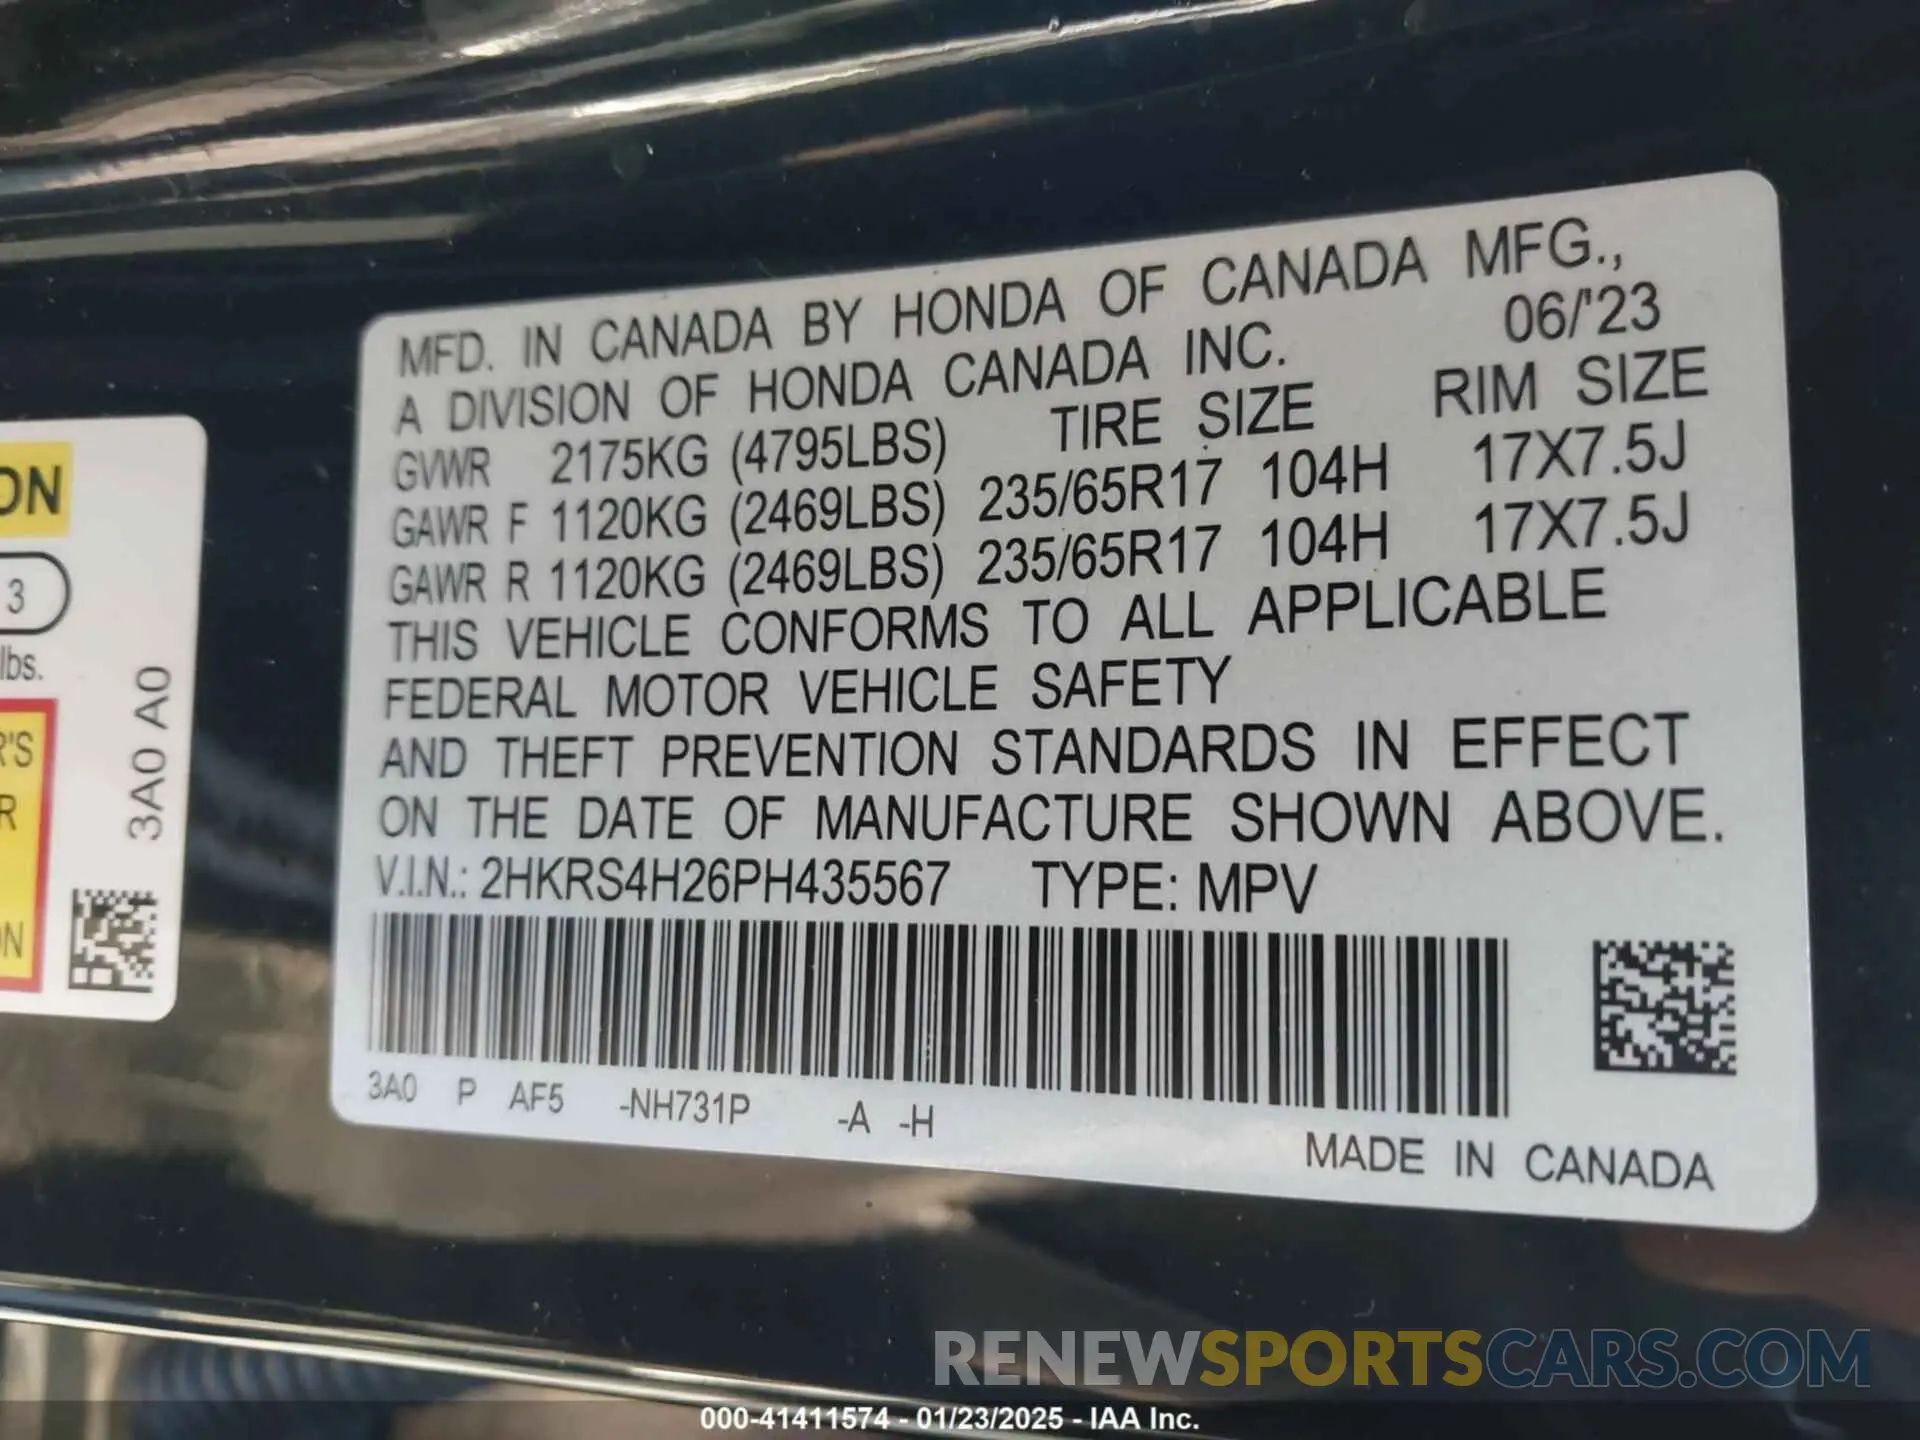 MFD. IN CANADA BY HONDA OF CANADA MFG.,
A DIVISION OF HONDA CANADA INC. 06/'23
GVWR 2175KG (4795LBS) TIRE SIZE RIM SIZE
GAWR F 1120KG (2469LBS) 235/65R17 104H 17X7.5J
GAWR R 1120KG (2469LBS) 235/65R17 104H 17X7.5J
THIS VEHICLE CONFORMS TO ALL APPLICABLE
FEDERAL MOTOR VEHICLE SAFETY
AND THEFT PREVENTION STANDARDS IN EFFECT
ON THE DATE OF MANUFACTURE SHOWN ABOVE.
V.I.N.: 2HKRS4H26PH435567 TYPE: MPV
3A0 P AF5 -NH731P -A -H
MADE IN CANADA
ON
3
lbs.
R'S
R
ON
3A0 A0
RENEWSPORTSCARS.COM
000-41411574 - 01/23/2025 - IAA Inc.